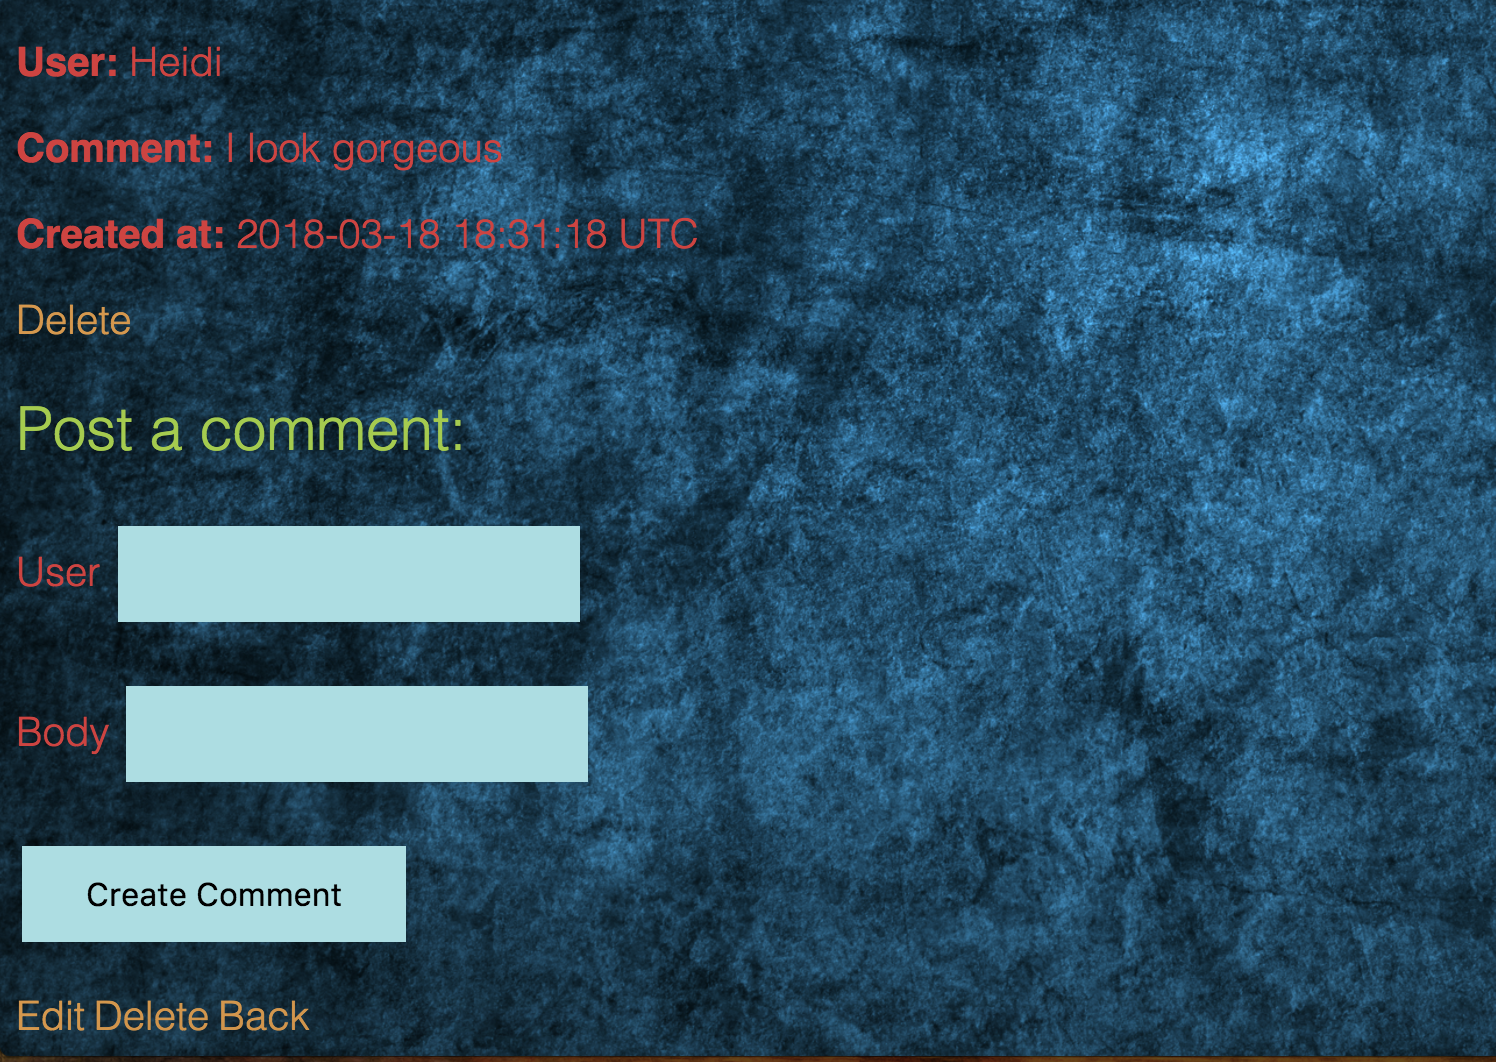 User: Heidi
Comment: I look gorgeous
Created at: 2018-03-18 18:31:18 UTC
Delete
Post a comment:
User
Body
Create Comment
Edit Delete Back